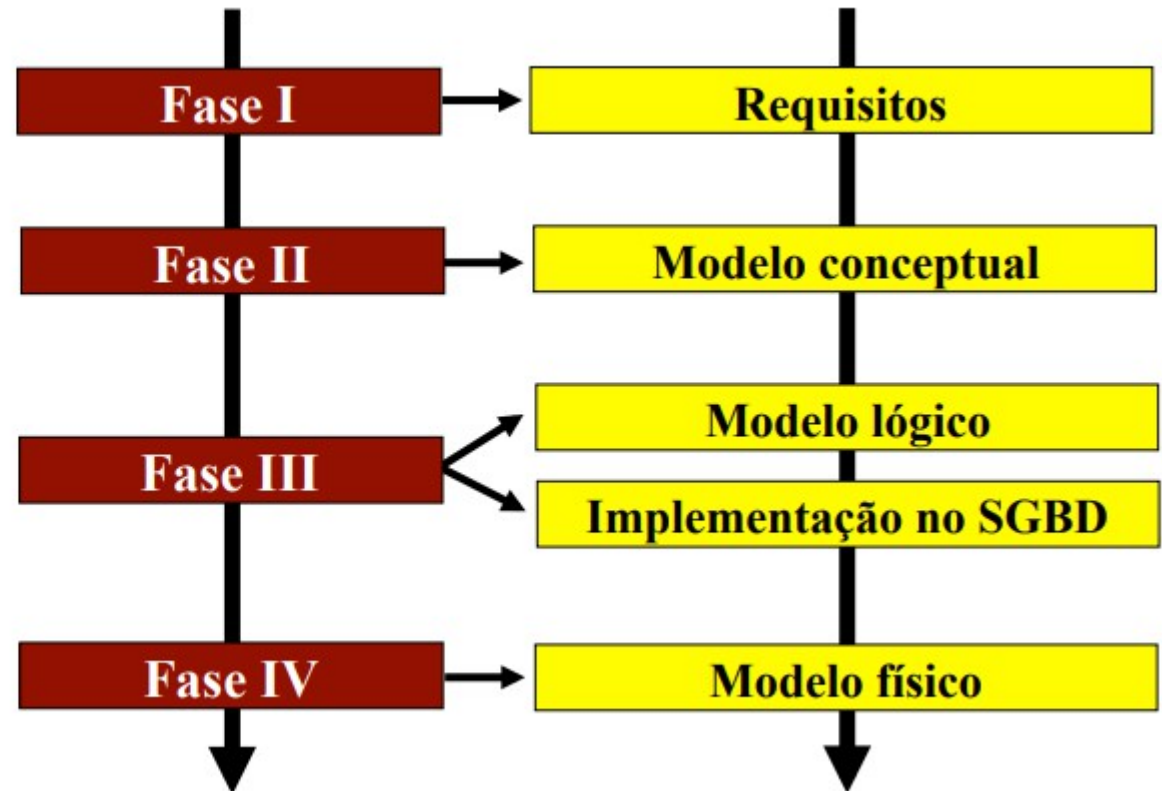 Fase I
Requisitos
Fase II
Modelo conceptual
Fase III
Modelo lógico
Implementação no SGBD
Fase IV
Modelo físico